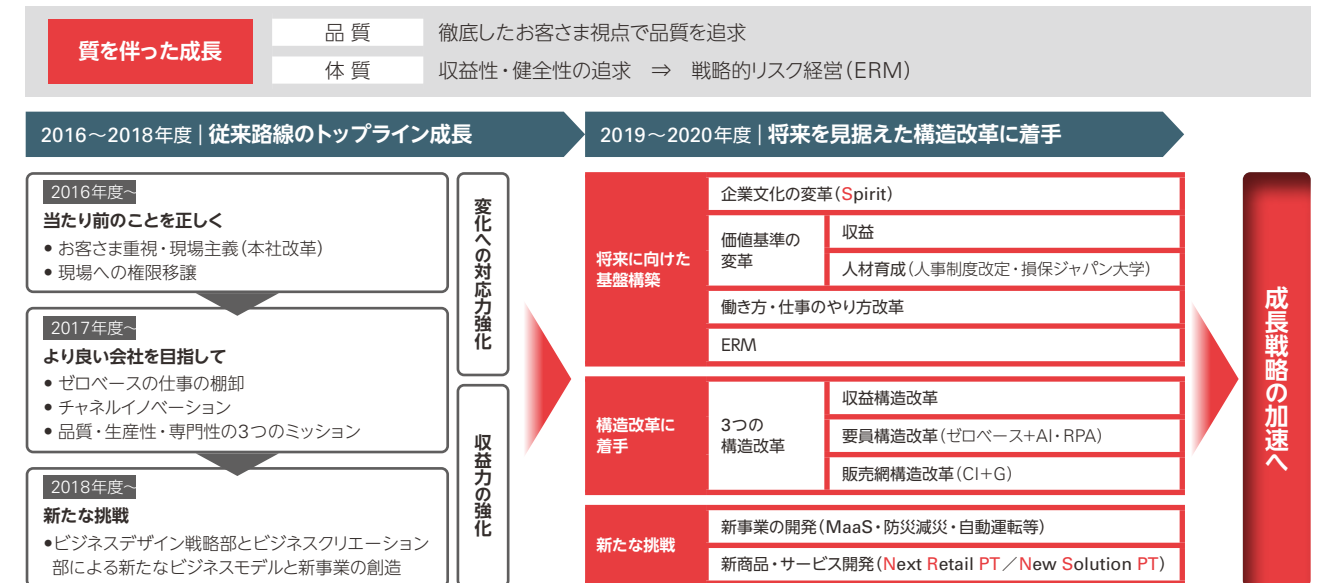 質を伴った成長
品 質
徹底したお客さま視点で品質を追求
体 質
収益性・健全性の追求 ⇒ 戦略的リスク経営(ERM)
2016~2018年度 | 従来路線のトップライン成長
2016年度~
当たり前のことを正しく
• お客さま重視・現場主義(本社改革)
• 現場への権限移譲
2017年度~
より良い会社を目指して
• ゼロベースの仕事の棚卸
• チャネルイノベーション
• 品質・生産性・専門性の3つのミッション
2018年度~
新たな挑戦
•ビジネスデザイン戦略部とビジネスクリエーション
部による新たなビジネスモデルと新事業の創造
変化への対応力強化
収益力の強化
2019~2020年度 | 将来を見据えた構造改革に着手
将来に向けた
基盤構築
企業文化の変革(Spirit)
価値基準の
変革
収益
人材育成(人事制度改定・損保ジャパン大学)
働き方・仕事のやり方改革
ERM
構造改革に
着手
3つの
構造改革
収益構造改革
要員構造改革(ゼロベース+AI・RPA)
販売網構造改革(CI+G)
新たな挑戦
新事業の開発(MaaS・防災減災・自動運転等)
新商品・サービス開発(Next Retail PT/New Solution PT)
成長戦略の加速へ